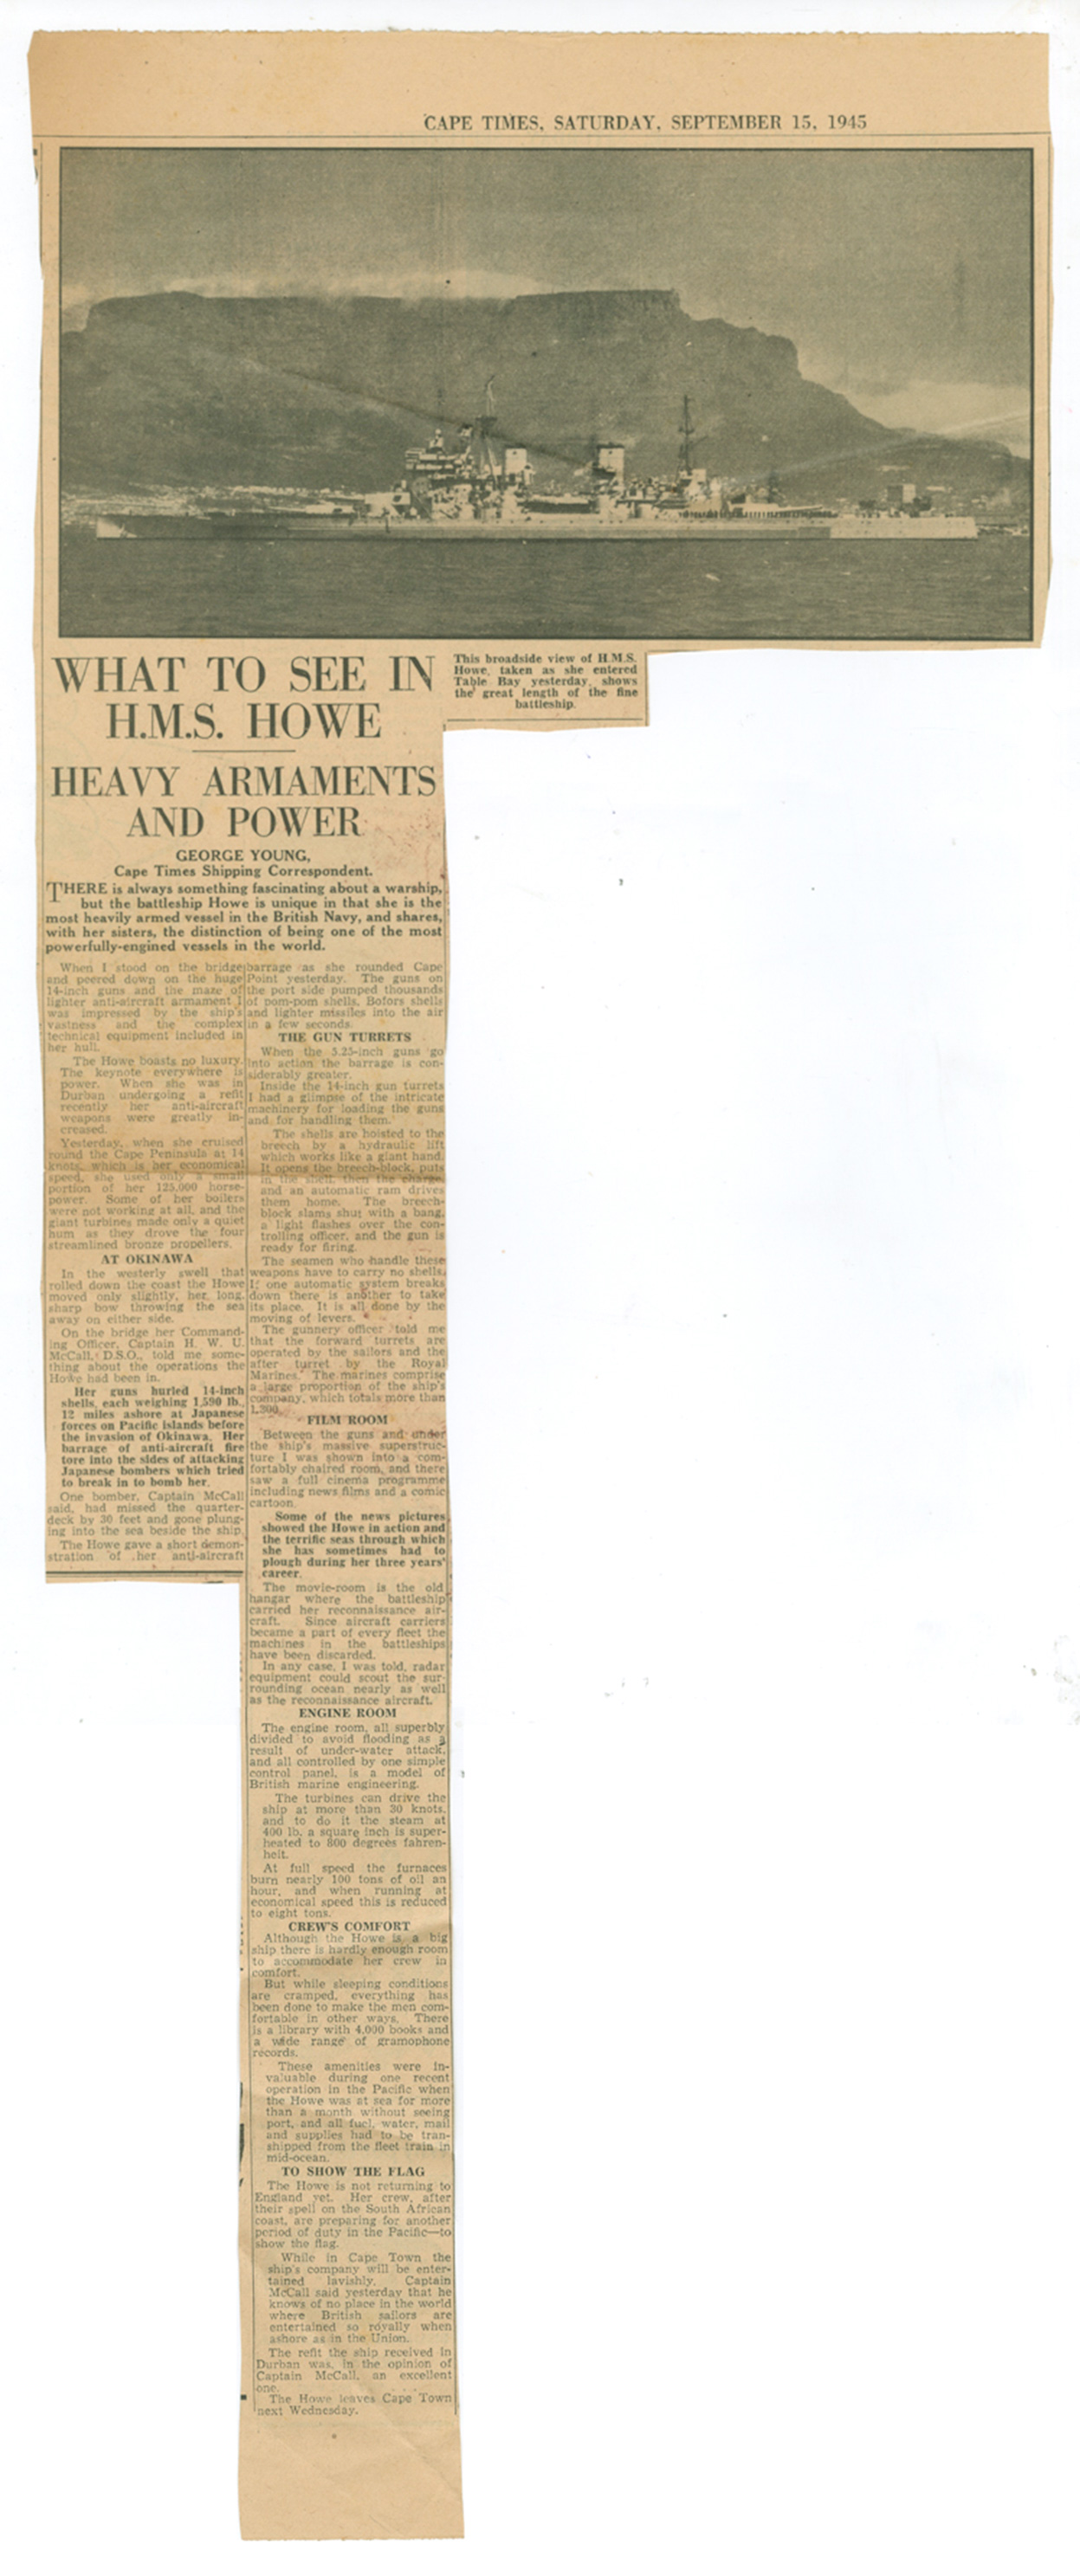 CAPE TIMES, SATURDAY, SEPTEMBER 15, 1945
This broadside view of H.M.S.
Howe, taken as she entered
Table Bay yesterday, shows
the great length of the fine
battleship.
WHAT TO SEE IN
H.M.S. HOWE
HEAVY ARMAMENTS
AND POWER
GEORGE YOUNG,
Cape Times Shipping Correspondent.
THERE is always something fascinating about a warship,
but the battleship Howe is unique in that she is the
most heavily armed vessel in the British Navy, and shares,
with her sisters, the distinction of being one of the most
powerfully-engined vessels in the world.
When I stood on the bridge
and peered down on the huge
14-inch guns and the maze of
lighter anti-aircraft armament I
was impressed by the ship's
vastness and the complex
technical equipment included in
her hull.
The Howe boasts no luxury.
The keynote everywhere is
power. When she was in
Durban undergoing a refit
recently her anti-aircraft
weapons were greatly in-
creased.
Yesterday, when she cruised
round the Cape Peninsula at 14
knots, which is her economical
speed, she used only a small
portion of her 125,000 horse-
power. Some of her boilers
were not working at all, and the
giant turbines made only a quiet
hum as they drove the four
streamlined bronze propellers.
AT OKINAWA
In the westerly swell that
rolled down the coast the Howe
moved only slightly, her long,
sharp bow throwing the sea
away on either side.
On the bridge her Command-
ing Officer, Captain H. W. U.
McCall, D.S.O., told me some-
thing about the operations the
Howe had been in.
Her guns hurled 14-inch
shells, each weighing 1,590 lb.,
12 miles ashore at Japanese
forces on Pacific islands before
the invasion of Okinawa. Her
barrage of anti-aircraft fire
tore into the sides of attacking
Japanese bombers which tried
to break in to bomb her.
One bomber, Captain McCall
said, had missed the quarter-
deck by 30 feet and gone plung-
ing into the sea beside the ship.
The Howe gave a short demon-
stration of her anti-aircraft
barrage as she rounded Cape
Point yesterday. The guns on
the port side pumped thousands
of pom-pom shells, Bofors shells
and lighter missiles into the air
in a few seconds.
THE GUN TURRETS
When the 5.25-inch guns go
into action the barrage is con-
siderably greater.
Inside the 14-inch gun turrets
I had a glimpse of the intricate
machinery for loading the guns
and for handling them.
The shells are hoisted to the
breech by a hydraulic lift
which works like a giant hand.
It opens the breech-block, puts
in the shell, then the charge,
and an automatic ram drives
them home. The breech-
block slams shut with a bang,
a light flashes over the con-
trolling officer, and the gun is
ready for firing.
The seamen who handle these
weapons have to carry no shells.
If one automatic system breaks
down there is another to take
its place. It is all done by the
moving of levers.
The gunnery officer told me
that the forward turrets are
operated by the sailors and the
after turret by the Royal
Marines. The marines comprise
a large proportion of the ship's
company, which totals more than
1,300.
FILM ROOM
Between the guns and under
the ship's massive superstruc-
ture I was shown into a com-
fortably chaired room, and there
saw a full cinema programme
including news films and a comic
cartoon.
Some of the news pictures
showed the Howe in action and
the terrific seas through which
she has sometimes had to
plough during her three years'
career.
The movie-room is the old
hangar where the battleship
carried her reconnaissance air-
craft. Since aircraft carriers
became a part of every fleet the
machines in the battleships
have been discarded.
In any case, I was told, radar
equipment could scout the sur-
rounding ocean nearly as well
as the reconnaissance aircraft.
ENGINE ROOM
The engine room, all superbly
divided to avoid flooding as a
result of under-water attack,
and all controlled by one simple
control panel, is a model of
British marine engineering.
The turbines can drive the
ship at more than 30 knots,
and to do it the steam at
400 lb. a square inch is super-
heated to 800 degrees fahren-
heit.
At full speed the furnaces
burn nearly 100 tons of oil an
hour, and when running at
economical speed this is reduced
to eight tons.
CREW'S COMFORT
Although the Howe is a big
ship there is hardly enough room
to accommodate her crew in
comfort.
But while sleeping conditions
are cramped, everything has
been done to make the men com-
fortable in other ways. There
is a library with 4,000 books and
a wide range of gramophone
records.
These amenities were in-
valuable during one recent
operation in the Pacific when
the Howe was at sea for more
than a month without seeing
port, and all fuel, water, mail
and supplies had to be tran-
shipped from the fleet train in
mid-ocean.
TO SHOW THE FLAG
The Howe is not returning to
England yet. Her crew, after
their spell on the South African
coast, are preparing for another
period of duty in the Pacific—to
show the flag.
While in Cape Town the
ship's company will be enter-
tained lavishly. Captain
McCall said yesterday that he
knows of no place in the world
where British sailors are
entertained so royally when
ashore as in the Union.
The refit the ship received in
Durban was, in the opinion of
Captain McCall, an excellent
one.
The Howe leaves Cape Town
next Wednesday.